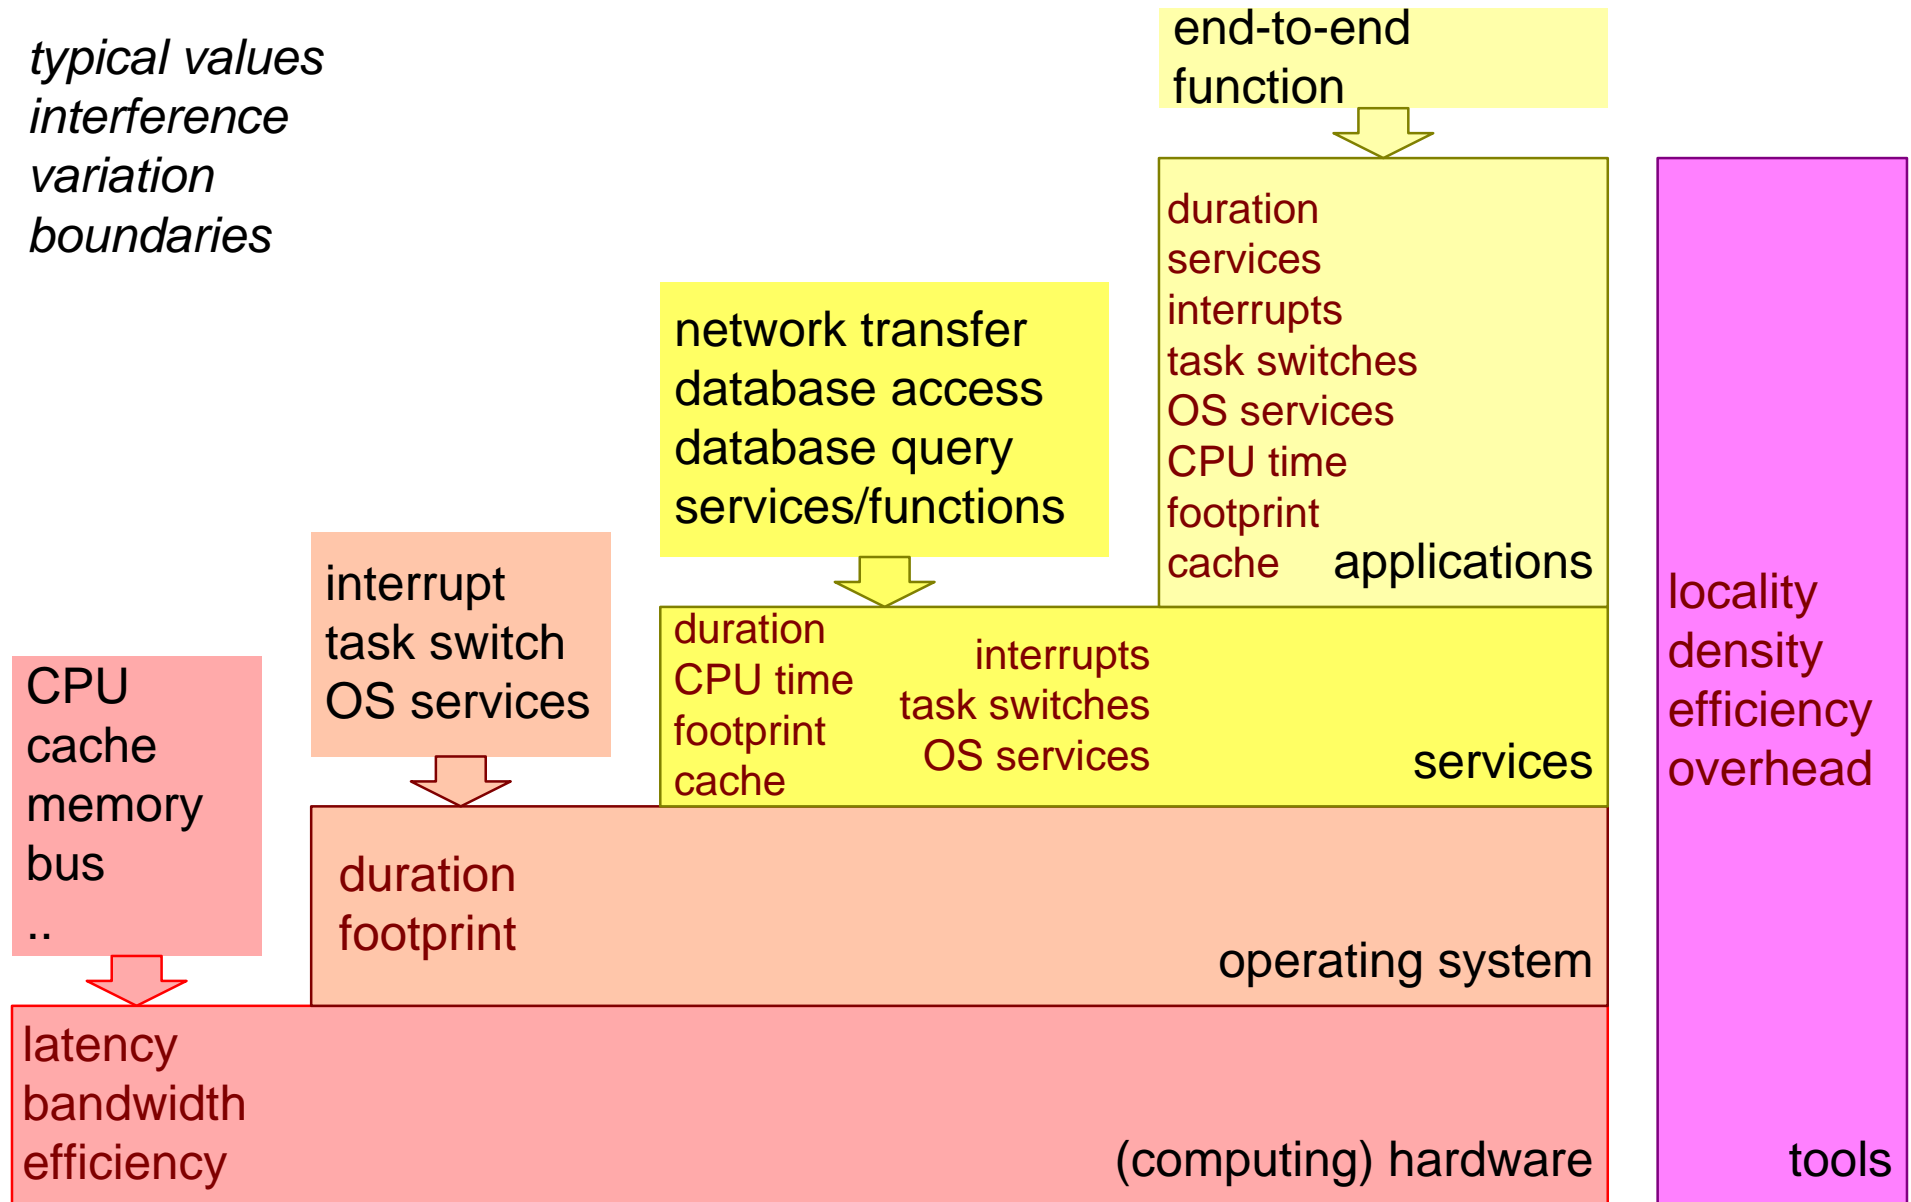 typical values
interference
variation
boundaries
end-to-end
function
duration
services
interrupts
task switches
OS services
CPU time
footprint
cache
applications
network transfer
database access
database query
services/functions
duration
CPU time
footprint
cache
interrupts
task switches
OS services
services
interrupt
task switch
OS services
duration
footprint
operating system
CPU
cache
memory
bus
..
latency
bandwidth
efficiency
(computing) hardware
locality
density
efficiency
overhead
tools